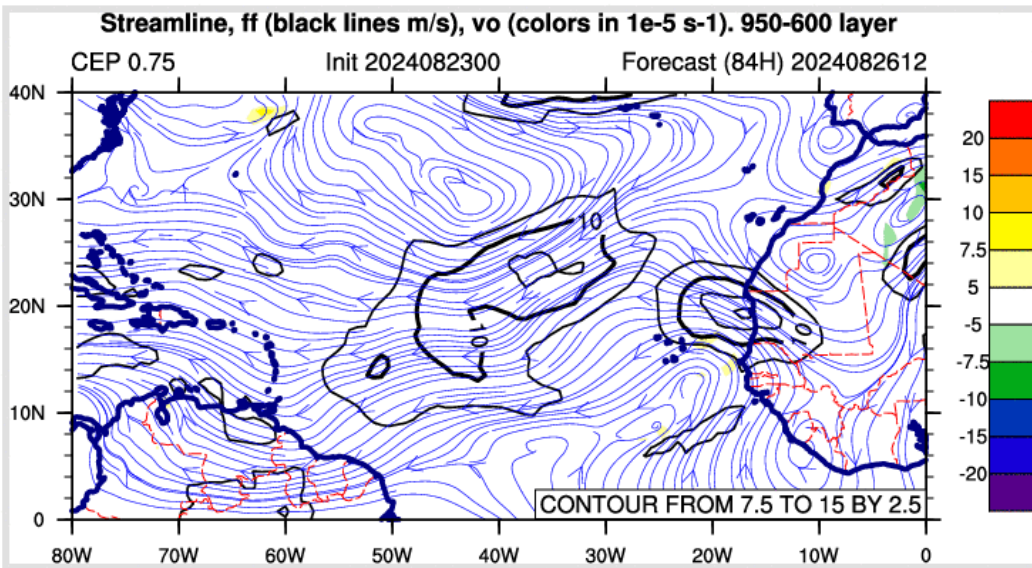 Streamline, ff (black lines m/s), vo (colors in 1e-5 s-1). 950-600 layer
CEP 0.75 Init 2024082300 Forecast (84H) 2024082612
40N
30N
20N
10N
0
10
10
10
20
15
10
7.5
5
-5
-7.5
-10
-15
-20
CONTOUR FROM 7.5 TO 15 BY 2.5
80W 70W 60W 50W 40W 30W 20W 10W 0